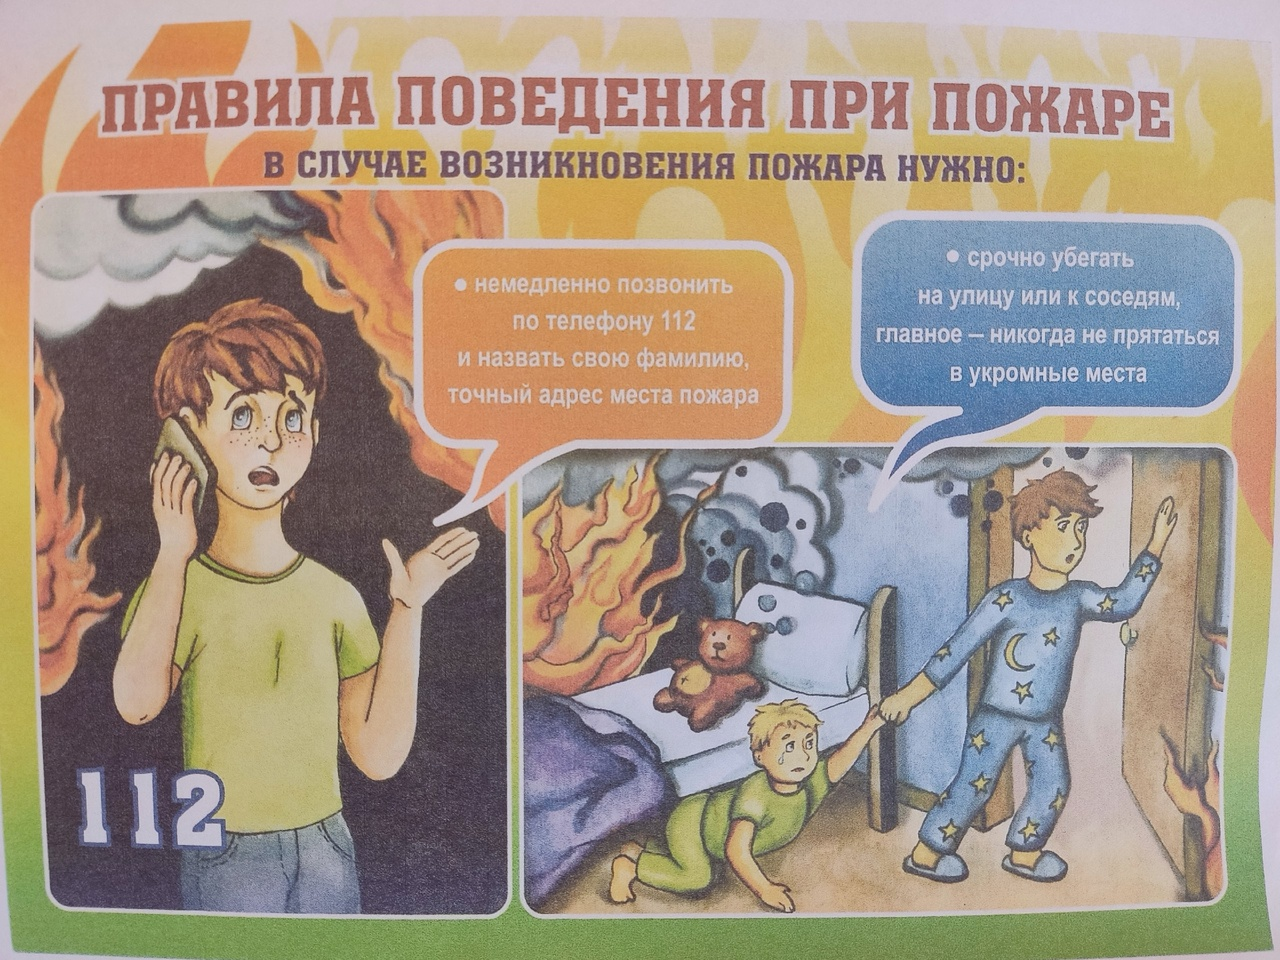 ПРАВИЛА ПОВЕДЕНИЯ ПРИ ПОЖАРЕ
В СЛУЧАЕ ВОЗНИКНОВЕНИЯ ПОЖАРА НУЖНО:
• немедленно позвонить
по телефону 112
и назвать свою фамилию,
точный адрес места пожара
• срочно убегать
на улицу или к соседям,
главное – никогда не прятаться
в укромные места
112